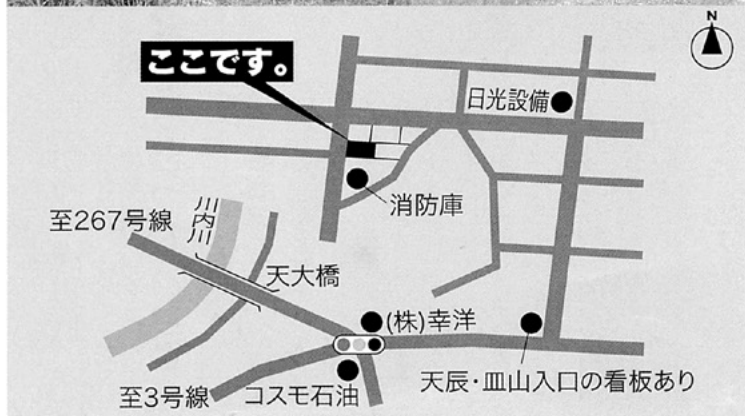 N
ここです。
日光設備
消防庫
川内川
至267号線
天大橋
(株)幸洋
天辰・皿山入口の看板あり
至3号線
コスモ石油